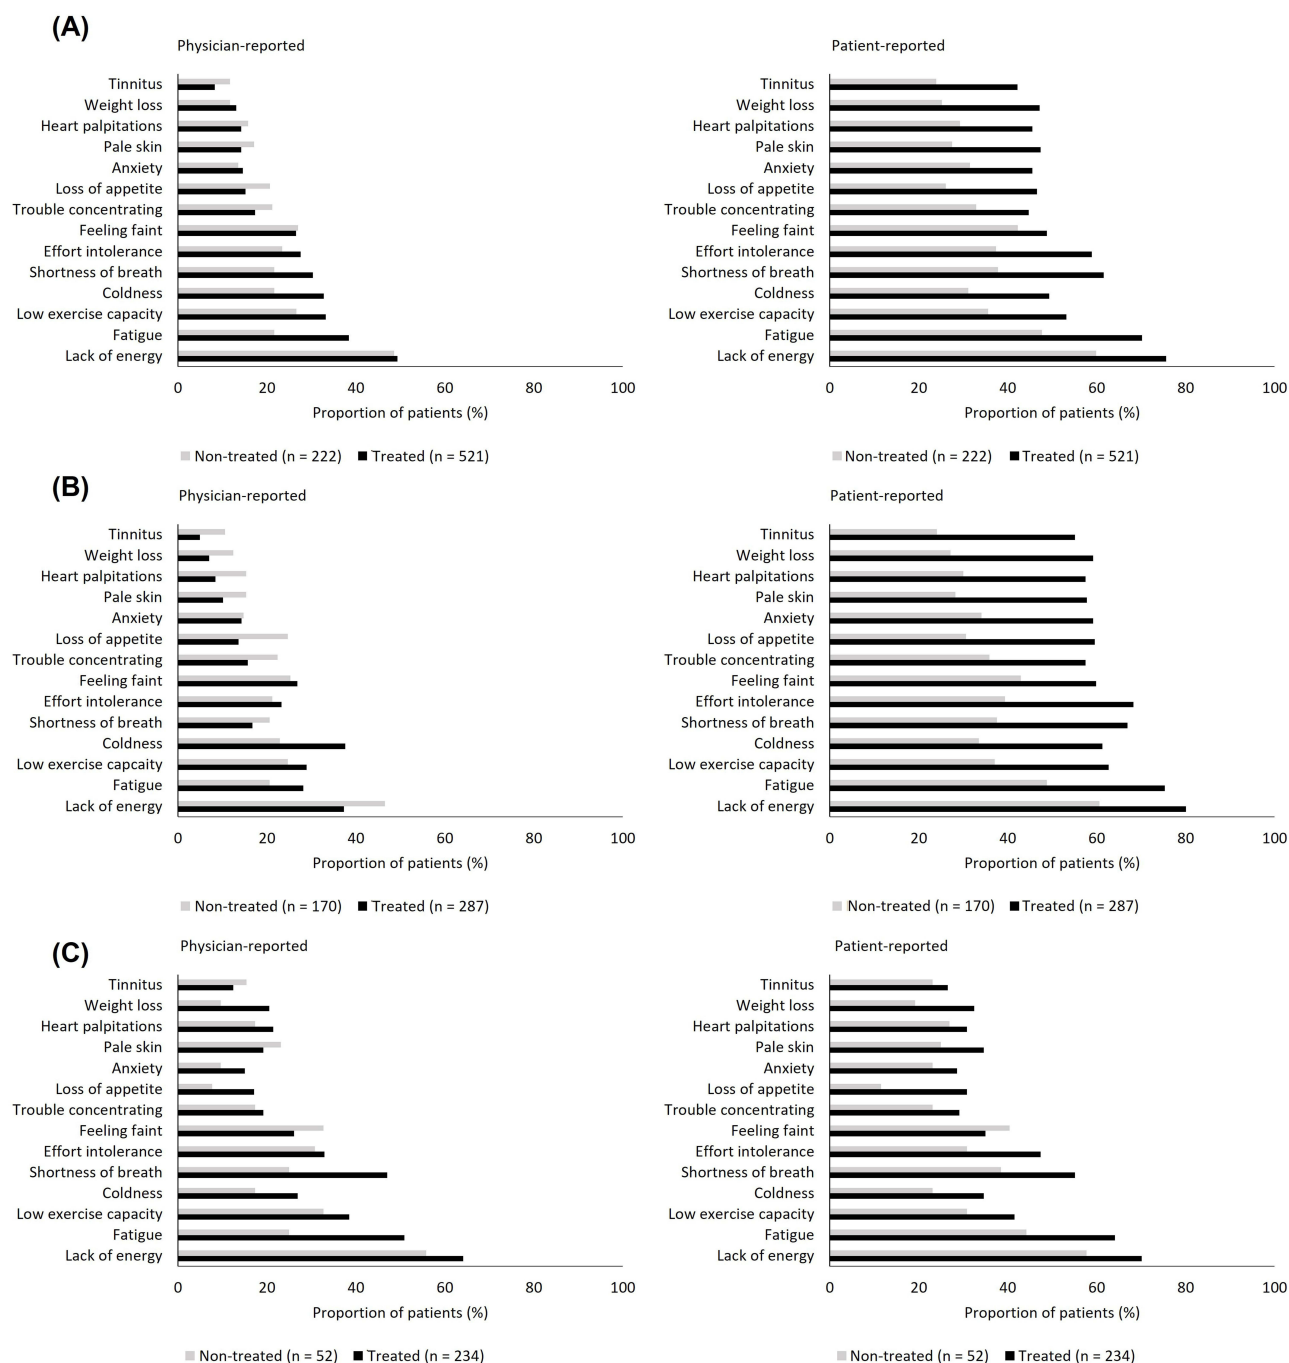 (A)
Physician-reported
Tinnitus
Weight loss
Heart palpitations
Pale skin
Anxiety
Loss of appetite
Trouble concentrating
Feeling faint
Effort intolerance
Shortness of breath
Coldness
Low exercise capacity
Fatigue
Lack of energy
0 20 40 60 80 100
Proportion of patients (%)
Non-treated (n = 222) Treated (n = 521)
Patient-reported
Tinnitus
Weight loss
Heart palpitations
Pale skin
Anxiety
Loss of appetite
Trouble concentrating
Feeling faint
Effort intolerance
Shortness of breath
Coldness
Low exercise capacity
Fatigue
Lack of energy
0 20 40 60 80 100
Proportion of patients (%)
Non-treated (n = 222) Treated (n = 521)
(B)
Physician-reported
Tinnitus
Weight loss
Heart palpitations
Pale skin
Anxiety
Loss of appetite
Trouble concentrating
Feeling faint
Effort intolerance
Shortness of breath
Coldness
Low exercise capcaity
Fatigue
Lack of energy
0 20 40 60 80 100
Proportion of patients (%)
Non-treated (n = 170) Treated (n = 287)
Patient-reported
Tinnitus
Weight loss
Heart palpitations
Pale skin
Anxiety
Loss of appetite
Trouble concentrating
Feeling faint
Effort intolerance
Shortness of breath
Coldness
Low exercise capacity
Fatigue
Lack of energy
0 20 40 60 80 100
Proportion of patients (%)
Non-treated (n = 170) Treated (n = 287)
(C)
Physician-reported
Tinnitus
Weight loss
Heart palpitations
Pale skin
Anxiety
Loss of appetite
Trouble concentrating
Feeling faint
Effort intolerance
Shortness of breath
Coldness
Low exercise capacity
Fatigue
Lack of energy
0 20 40 60 80 100
Proportion of patients (%)
Non-treated (n = 52) Treated (n = 234)
Patient-reported
Tinnitus
Weight loss
Heart palpitations
Pale skin
Anxiety
Loss of appetite
Trouble concentrating
Feeling faint
Effort intolerance
Shortness of breath
Coldness
Low exercise capacity
Fatigue
Lack of energy
0 20 40 60 80 100
Proportion of patients (%)
Non-treated (n = 52) Treated (n = 234)